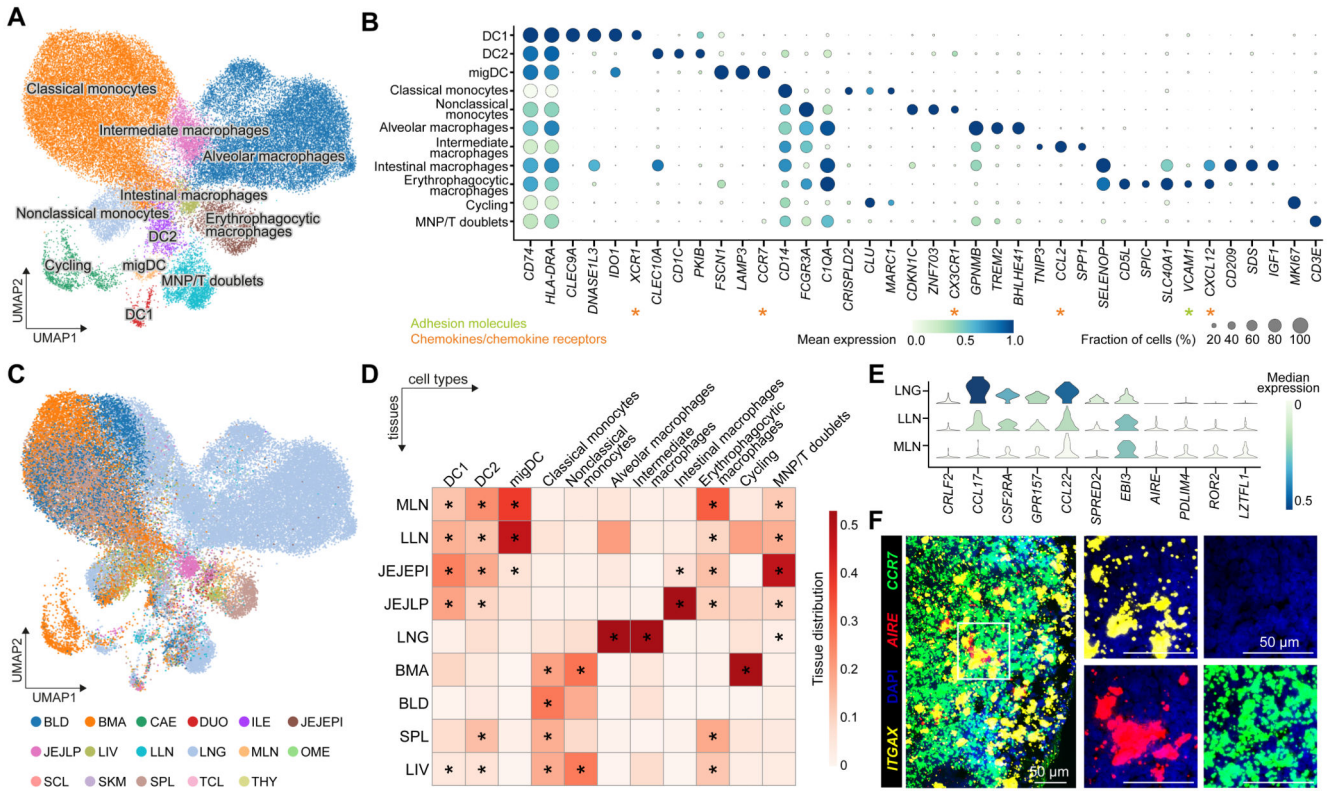 A
Classical monocytes
Intermediate macrophages
Alveolar macrophages
Intestinal macrophages
Nonclassical monocytes
Erythrophagocytic
macrophages
DC2
Cycling
migDC
MNP/T doublets
DC1
UMAP2
UMAP1
B
DC1
DC2
migDC
Classical monocytes
Nonclassical
monocytes
Alveolar macrophages
Intermediate
macrophages
Intestinal macrophages
Erythrophagocytic
macrophages
Cycling
MNP/T doublets
CD74
HLA-DRA
CLEC9A
DNASE1L3
IDO1
XCR1
CLEC10A
CD1C
PKIB
FSCN1
LAMP3
CCR7
CD14
FCGR3A
C1QA
CRISPLD2
CLU
MARC1
CDKN1C
ZNF703
CX3CR1
GPNMB
TREM2
BHLHE41
TNIP3
CCL2
SPP1
SELENOP
CD5L
SPIC
SLC40A1
VCAM1
CXCL12
CD209
SDS
IGF1
MKI67
CD3E
* * * * * *
Adhesion molecules
Chemokines/chemokine receptors
Mean expression
0.0 0.5 1.0
Fraction of cells (%)
20 40 60 80 100
C
UMAP2
UMAP1
BLD BMA CAE DUO ILE JEJEPI
JEJLP LIV LLN LNG MLN OME
SCL SKM SPL TCL THY
D
cell types
tissues
DC1
DC2
migDC
Classical monocytes
Nonclassical
monocytes
Alveolar macrophages
Intermediate
macrophages
Intestinal macrophages
Erythrophagocytic
macrophages
Cycling
MNP/T doublets
MLN * * * * *
LLN * * * * *
JEJEPI * * * * * *
JEJLP * * * * *
LNG * * *
BMA * * *
BLD *
SPL * * *
LIV * * * * *
Tissue distribution
0.5
0.4
0.3
0.2
0.1
0
E
LNG
LLN
MLN
CRLF2
CCL17
CSF2RA
GPR157
CCL22
SPRED2
EBI3
AIRE
PDLIM4
ROR2
LZTFL1
Median
expression
0
0.5
F
ITGAX DAPI AIRE CCR7
50 µm
50 µm